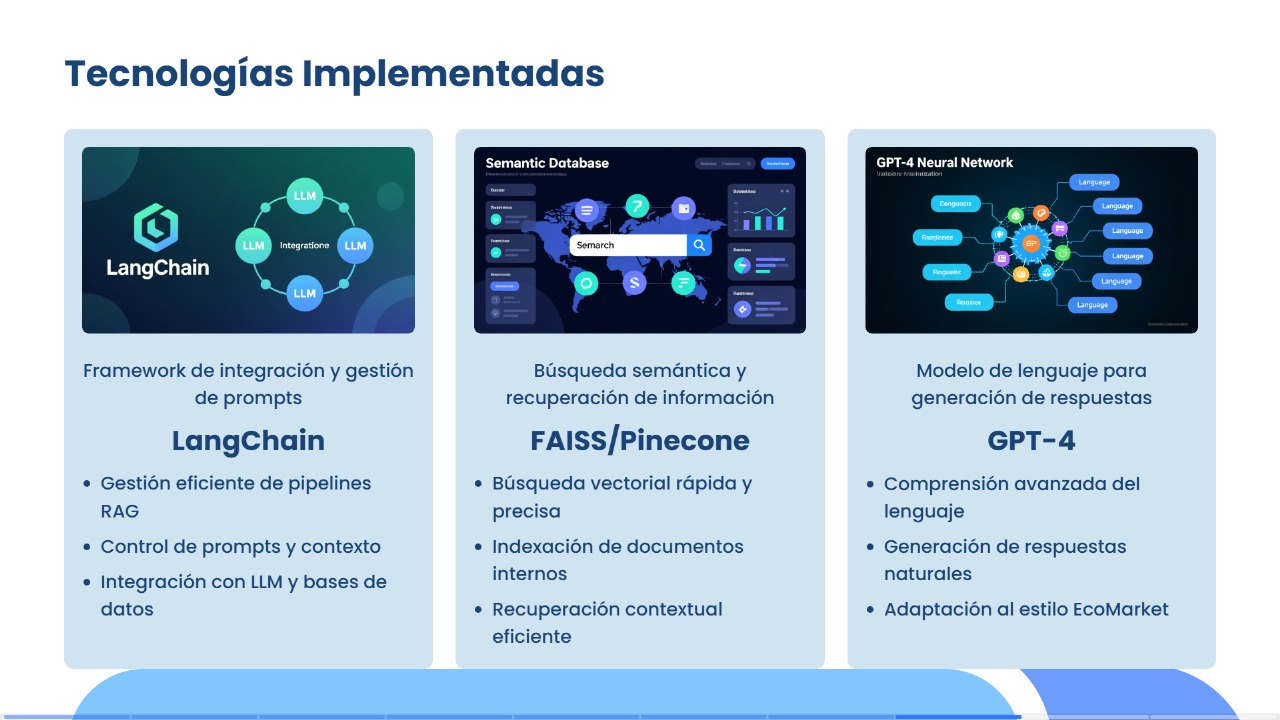 Tecnologías Implementadas
LangChain
LLM
LLM
Integratione
LLM
LLM
Framework de integración y gestión
de prompts
LangChain
• Gestión eficiente de pipelines
RAG
• Control de prompts y contexto
• Integración con LLM y bases de
datos
Semantic Database
Semarch
Búsqueda semántica y
recuperación de información
FAISS/Pinecone
• Búsqueda vectorial rápida y
precisa
• Indexación de documentos
internos
• Recuperación contextual
eficiente
GPT-4 Neural Network
Language
Language
Language
Language
Language
Language
GP
Modelo de lenguaje para
generación de respuestas
GPT-4
• Comprensión avanzada del
lenguaje
• Generación de respuestas
naturales
• Adaptación al estilo EcoMarket